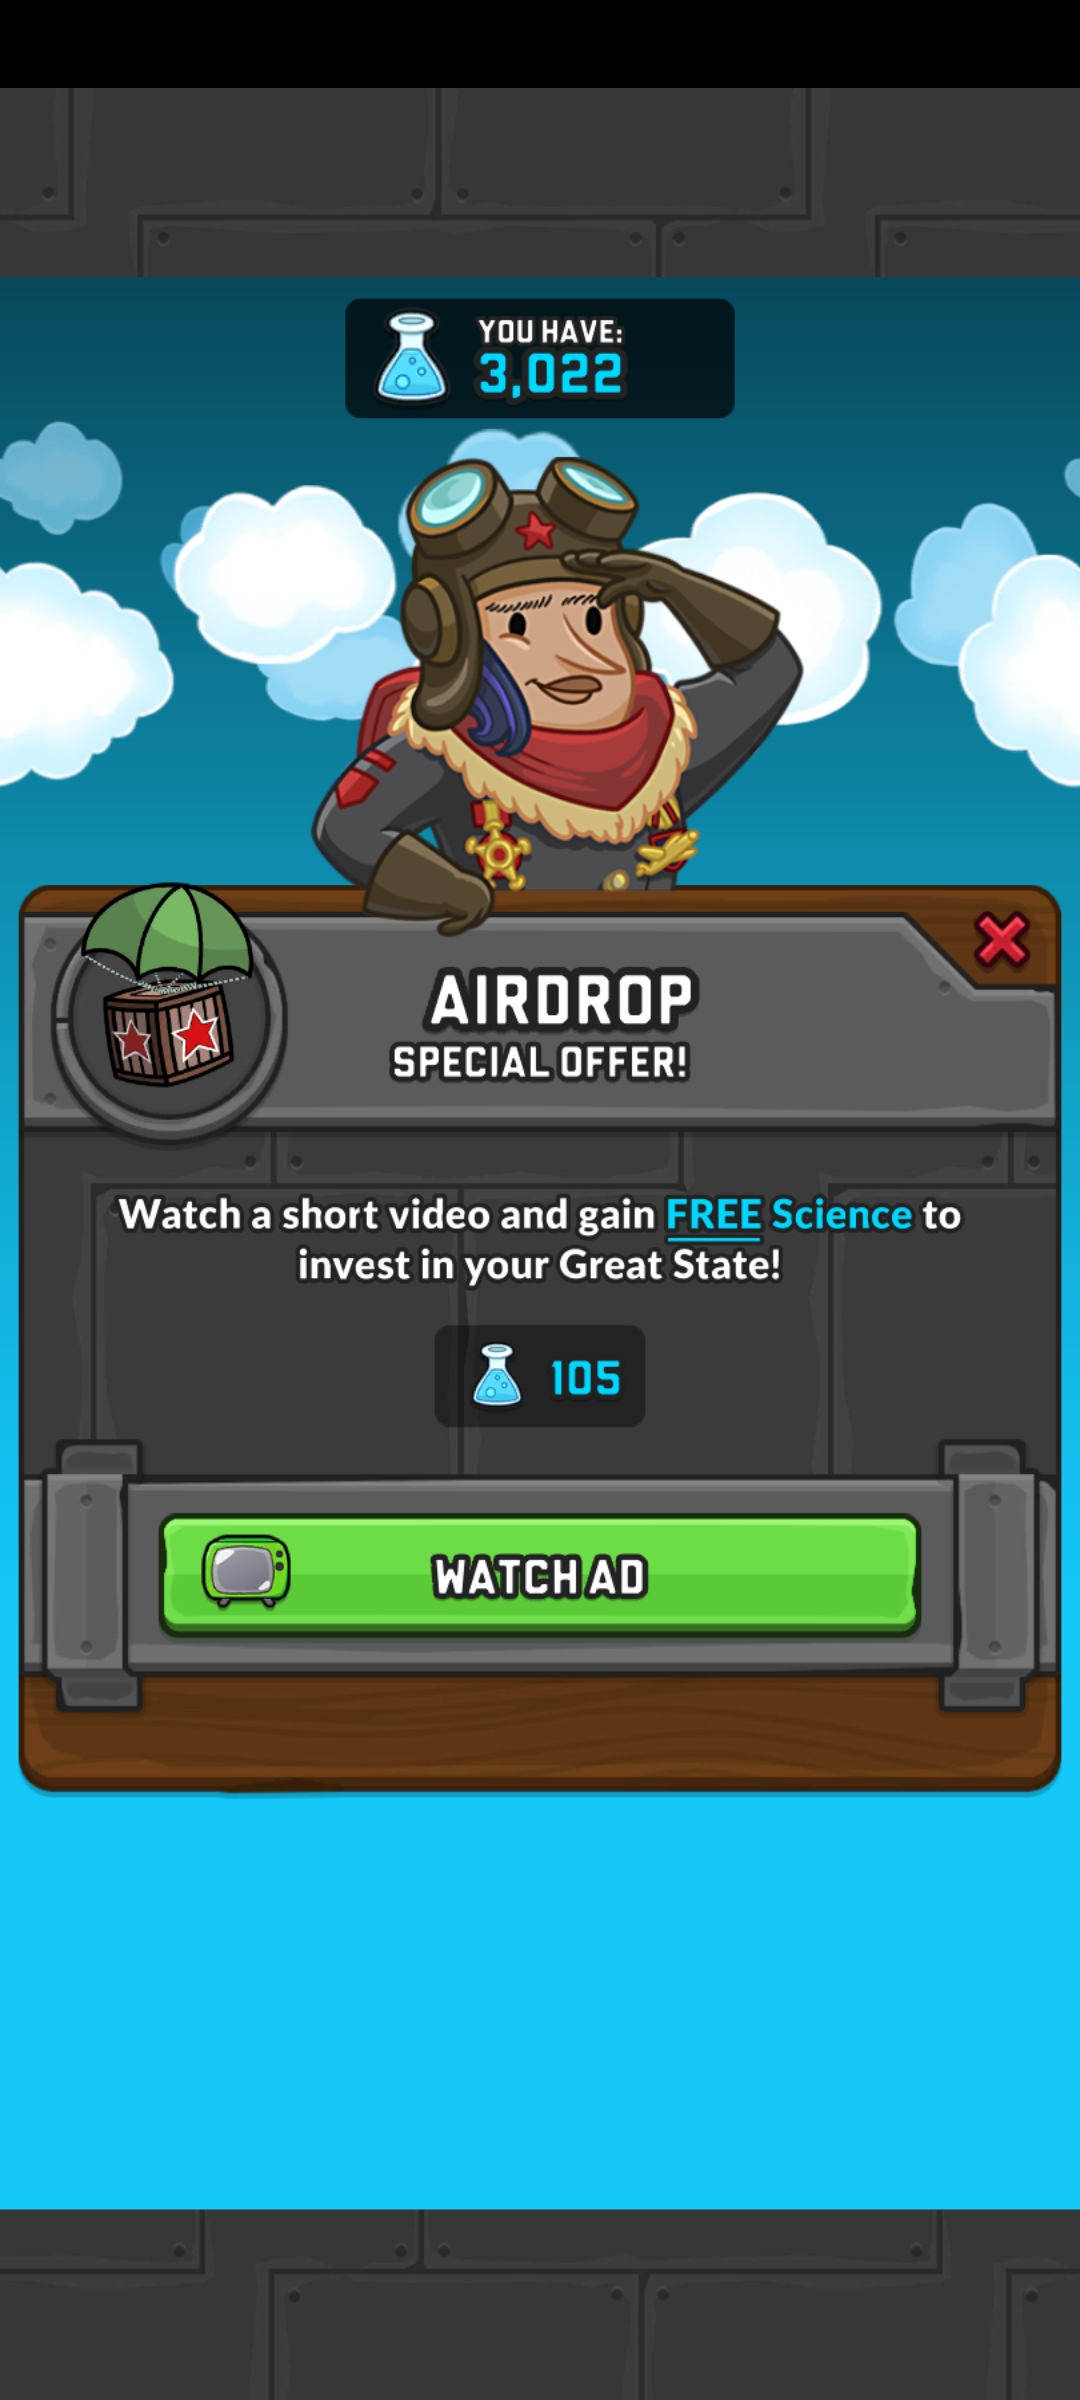 YOU HAVE:
3,022
AIRDROP
SPECIAL OFFER!
Watch a short video and gain FREE Science to
invest in your Great State!
105
WATCH AD